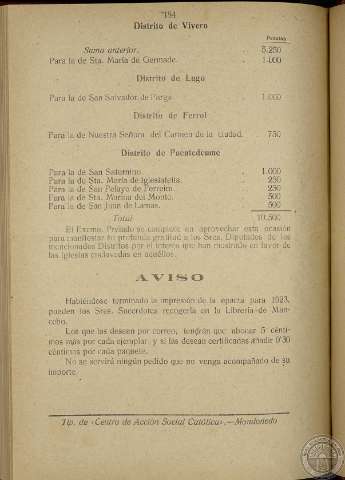 184
Distrito de Vivero
Pesetas
Suma anterior. . . 5.250
Para la de Sta. María de Germade. . 1.000
Distrito de Lugo
Para la de San Salvador de Parga . . 1.000
Distrito de Ferrol
Para la de Nuestra Señora del Carmen de la ciudad. . 750
Distrito de Puentedeume
Para la de San Saturnino . . 1.000
Para la de Sta. María de Iglesiafeita. . 250
Para la de San Pelayo de Ferreira. . 250
Para la de Sta. Marina del Monte. . 500
Para la de San Juan de Lamas. . 500
Total 10.500
El Excmo. Prelado se complace en aprovechar esta ocasión
para manifestar su profunda gratitud a los Sres. Diputados de los
mencionados Distritos por el interés que han mostrado en favor de
las iglesias enclavadas en aquéllos.
AVISO
Habiéndose terminado la impresión de la epacta para 1923,
pueden los Sres. Sacerdotes recogerla en la Librería de Man-
cebo.
Los que las deseen por correo, tendrán que abonar 5 cénti-
mos más por cada ejemplar, y si las desean certificadas añadir 0'30
céntimos por cada paquete.
No se servirá ningún pedido que no venga acompañado de su
importe.
Tip. de «Centro de Acción Social Católica».—Mondoñedo